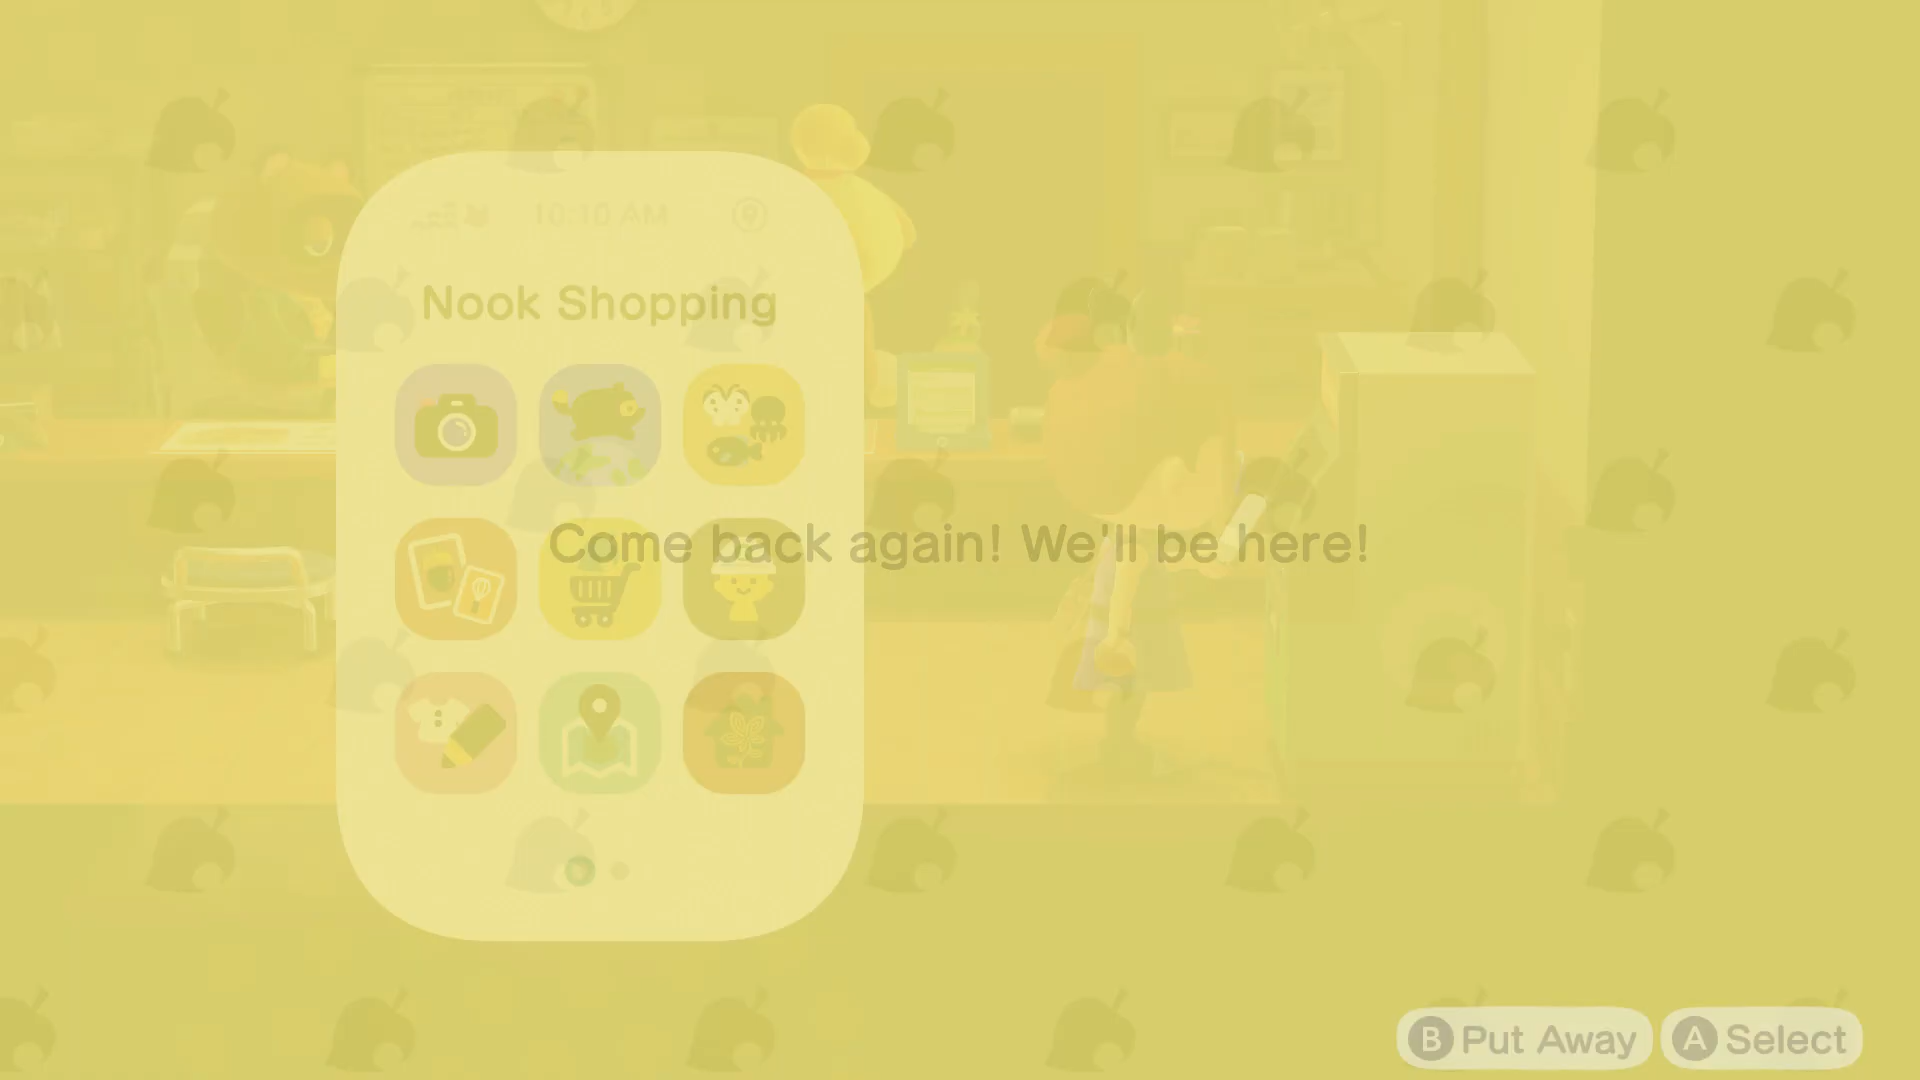 10:10 AM
Nook Shopping
Come back again! We'll be here!
B Put Away
A Select